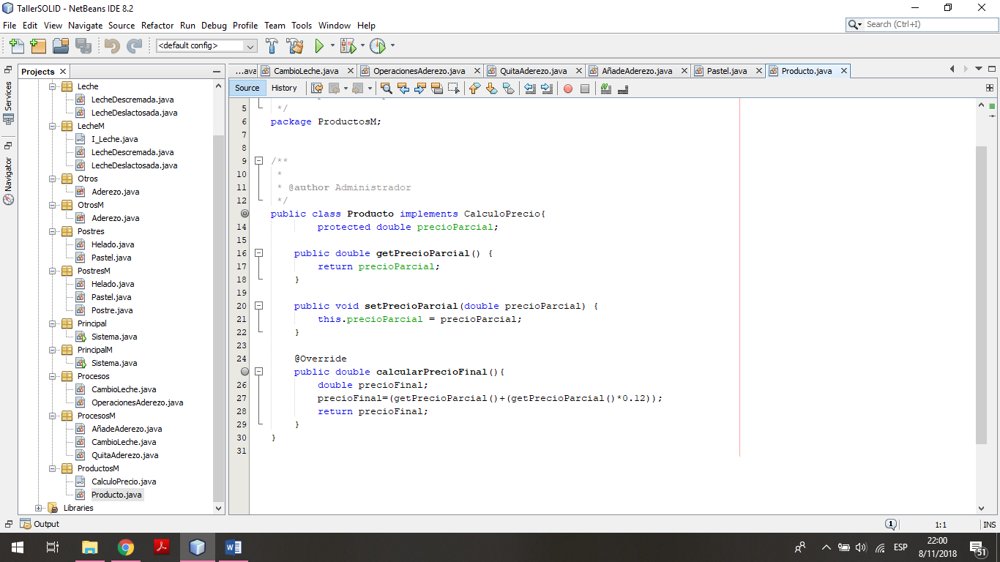 TallerSOLID - NetBeans IDE 8.2
File Edit View Navigate Source Refactor Run Debug Profile Team Tools Window Help
Search (Ctrl+I)
<default config>
Projects
...ava CambioLeche.java OperacionesAderezo.java QuitaAderezo.java AñadeAderezo.java Pastel.java Producto.java
Source History
Services
Navigator
Leche
LecheDescremada.java
LecheDeslactosada.java
LecheM
I_Leche.java
LecheDescremada.java
LecheDeslactosada.java
Otros
Aderezo.java
OtrosM
Aderezo.java
Postres
Helado.java
Pastel.java
PostresM
Helado.java
Pastel.java
Postre.java
Principal
Sistema.java
PrincipalM
Sistema.java
Procesos
CambioLeche.java
OperacionesAderezo.java
ProcesosM
AñadeAderezo.java
CambioLeche.java
QuitaAderezo.java
ProductosM
CalculoPrecio.java
Producto.java
Libraries
5 */
6 package ProductosM;
7
8
9 /**
10 *
11 * @author Administrador
12 */
public class Producto implements CalculoPrecio{
14 protected double precioParcial;
15
16 public double getPrecioParcial() {
17 return precioParcial;
18 }
19
20 public void setPrecioParcial(double precioParcial) {
21 this.precioParcial = precioParcial;
22 }
23
24 @Override
public double calcularPrecioFinal(){
26 double precioFinal;
27 precioFinal=(getPrecioParcial()+(getPrecioParcial()*0.12));
28 return precioFinal;
29 }
30 }
31
Output
1 1:1 INS
ESP
22:00
8/11/2018
51